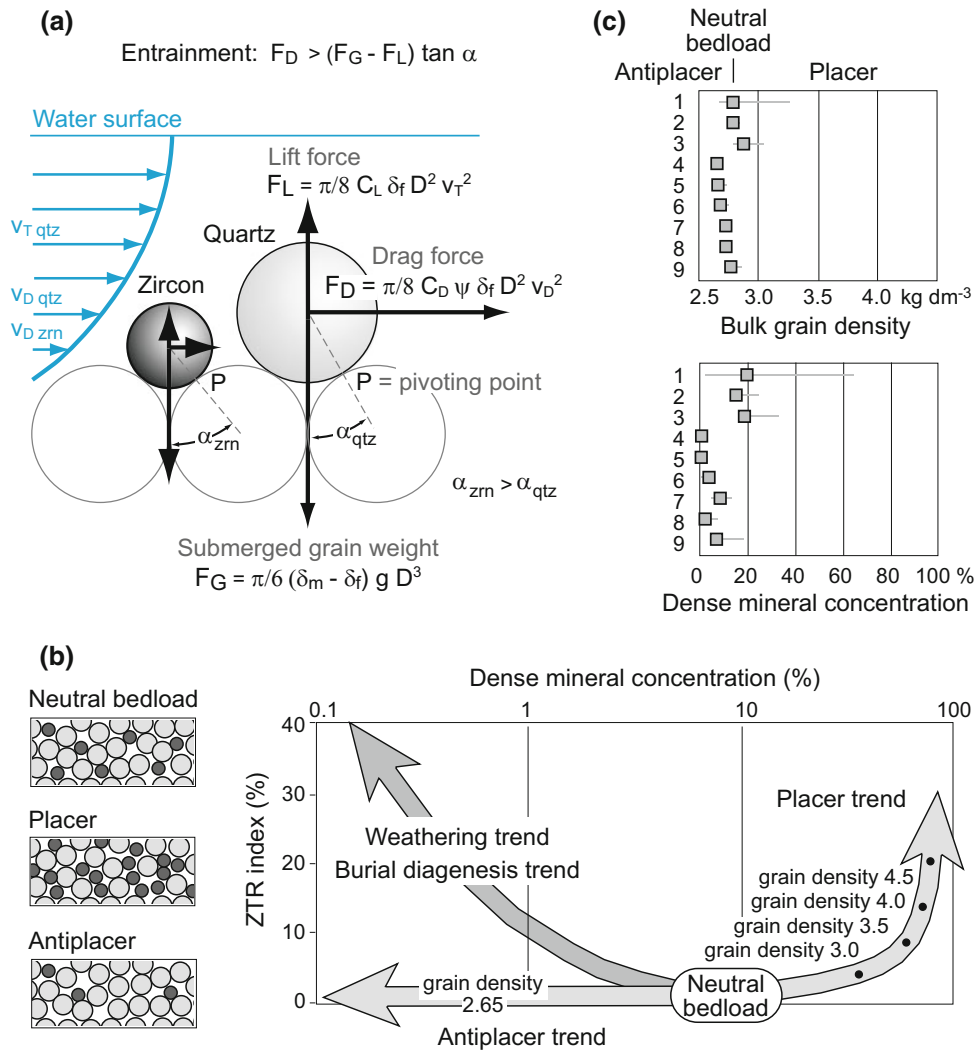 (a)
Entrainment: F_D > (F_G - F_L) tan α
Water surface
Lift force
F_L = π/8 C_L δ_f D² v_T²
v_T qtz
Quartz
Drag force
v_D qtz
Zircon
F_D = π/8 C_D ψ δ_f D² v_D²
v_D zrn
P
P = pivoting point
α_zrn
α_qtz
α_zrn > α_qtz
Submerged grain weight
F_G = π/6 (δ_m - δ_f) g D³
(c)
Neutral
bedload
Antiplacer
Placer
1
2
3
4
5
6
7
8
9
2.5 3.0 3.5 4.0 kg dm⁻³
Bulk grain density
1
2
3
4
5
6
7
8
9
0 20 40 60 80 100 %
Dense mineral concentration
(b)
Neutral bedload
Placer
Antiplacer
Dense mineral concentration (%)
0.1 1 10 100
40
30
20
10
0
ZTR index (%)
Weathering trend
Burial diagenesis trend
Placer trend
grain density 4.5
grain density 4.0
grain density 3.5
grain density 3.0
grain density
2.65
Neutral
bedload
Antiplacer trend